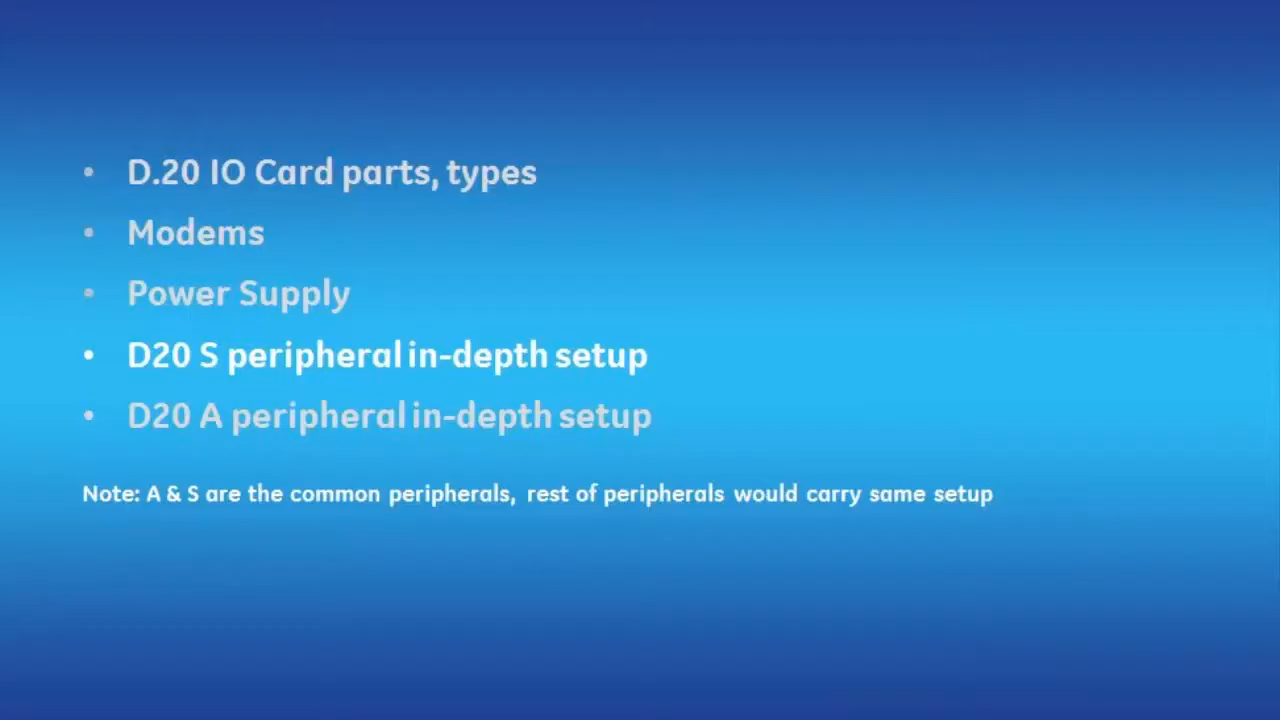 • D.20 IO Card parts, types
• Modems
• Power Supply
• D20 S peripheral in-depth setup
• D20 A peripheral in-depth setup
Note: A & S are the common peripherals, rest of peripherals would carry same setup